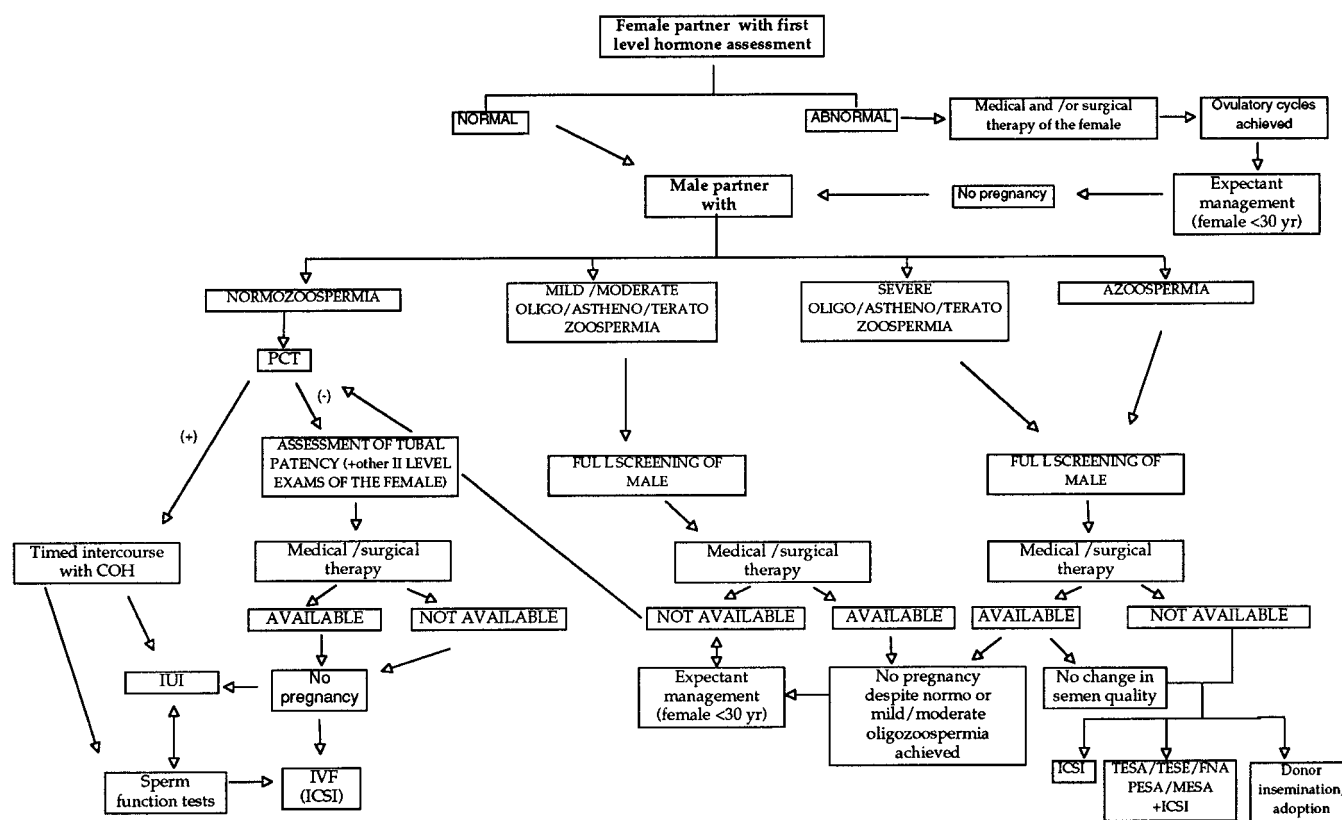 Female partner with first
level hormone assessment
NORMAL
ABNORMAL
Medical and /or surgical
therapy of the female
Ovulatory cycles
achieved
Male partner
with
No pregnancy
Expectant
management
(female <30 yr)
NORMOZOOSPERMIA
MILD /MODERATE
OLIGO/ASTHENO/TERATO
ZOOSPERMIA
SEVERE
OLIGO/ASTHENO/TERATO
ZOOSPERMIA
AZOOSPERMIA
PCT
(+)
(-)
ASSESSMENT OF TUBAL
PATENCY (+other II LEVEL
EXAMS OF THE FEMALE)
FULL SCREENING OF
MALE
FULL SCREENING OF
MALE
Timed intercourse
with COH
Medical /surgical
therapy
Medical /surgical
therapy
Medical /surgical
therapy
AVAILABLE
NOT AVAILABLE
NOT AVAILABLE
AVAILABLE
AVAILABLE
NOT AVAILABLE
IUI
No
pregnancy
Expectant
management
(female <30 yr)
No pregnancy
despite normo or
mild/moderate
oligozoospermia
achieved
No change in
semen quality
Sperm
function tests
IVF
(ICSI)
ICSI
TESA/TESE/FNA
PESA/MESA
+ICSI
Donor
insemination,
adoption